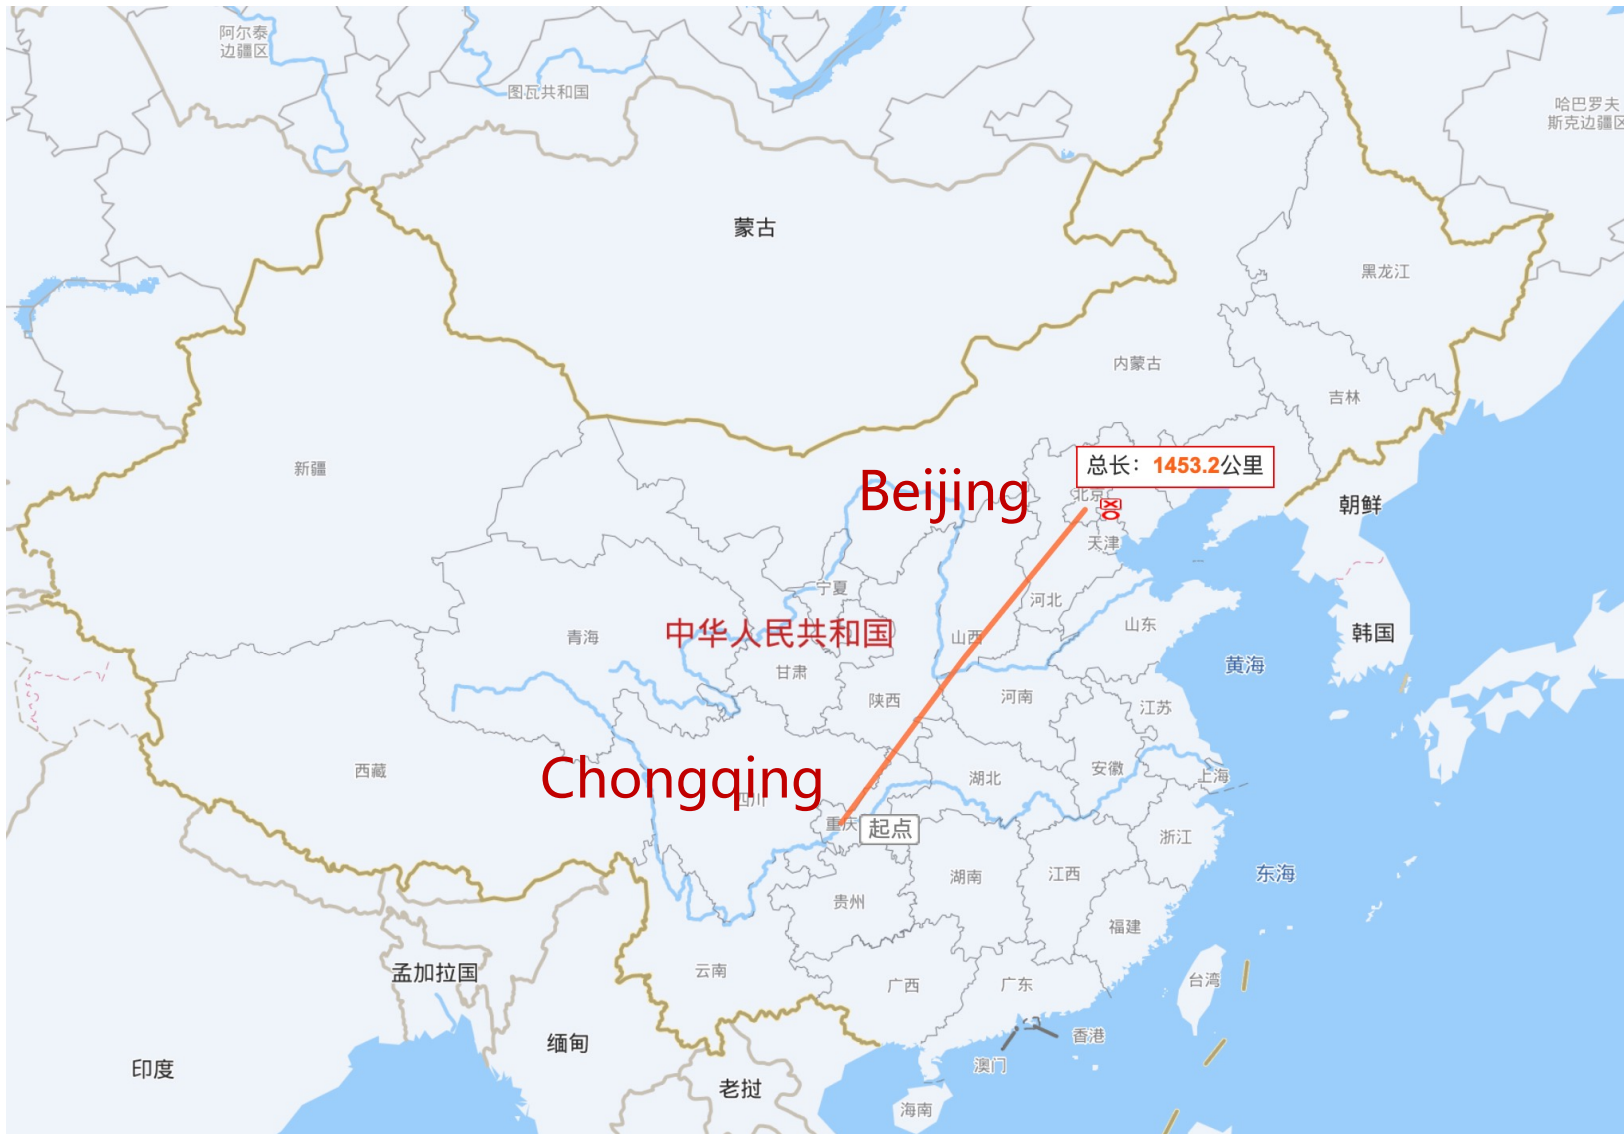 阿尔泰
边疆区
图瓦共和国
哈巴罗夫
斯克边疆区
蒙古
黑龙江
内蒙古
吉林
新疆
总长：1453.2公里
Beijing
北京
朝鲜
天津
宁夏
河北
青海
中华人民共和国
山西
山东
韩国
甘肃
黄海
陕西
河南
江苏
西藏
Chongqing
四川
湖北
安徽
上海
重庆
起点
浙江
贵州
湖南
江西
东海
福建
云南
孟加拉国
广西
广东
台湾
缅甸
香港
印度
澳门
老挝
海南